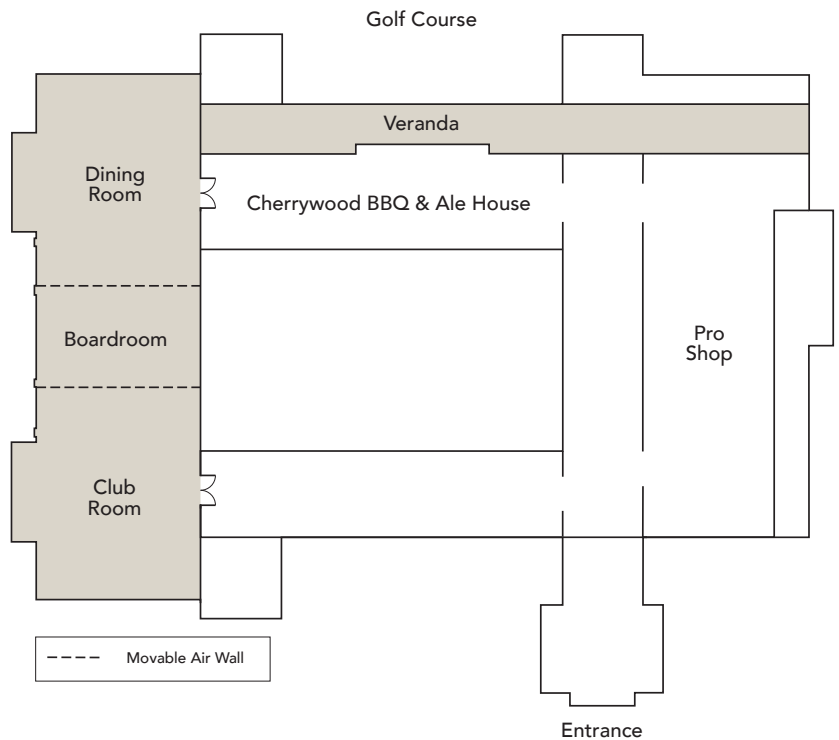 Golf Course
Veranda
Dining
Room
Cherrywood BBQ & Ale House
Boardroom
Pro
Shop
Club
Room
Movable Air Wall
Entrance